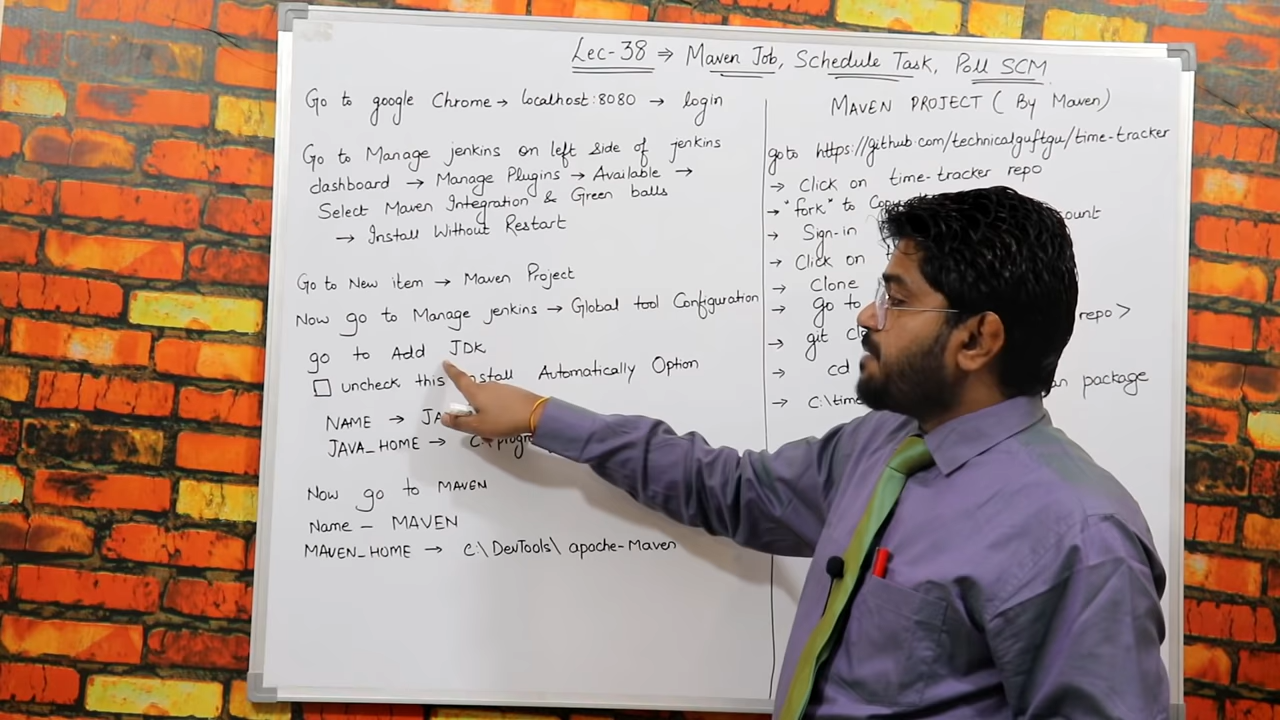 Lec-38 ⇒ Maven Job, Schedule Task, Poll SCM
Go to google Chrome → localhost:8080 → login
Go to Manage jenkins on left side of jenkins
dashboard → Manage Plugins → Available →
Select Maven Integration & Green balls
→ Install Without Restart
Go to New item → Maven Project
Now go to Manage jenkins → Global tool Configuration
go to Add JDK
uncheck this Install Automatically Option
NAME →
JAVA_HOME →
Now go to MAVEN
Name - MAVEN
MAVEN_HOME → C:\DevTools\ apache-Maven
MAVEN PROJECT ( By Maven)
goto https://github.com/technicalguftgu/time-tracker
→ Click on time-tracker repo
→ "fork" to
→ Sign-in
→ Click on
→ Clone
→ go to repo >
→ git
→ cd
→ package